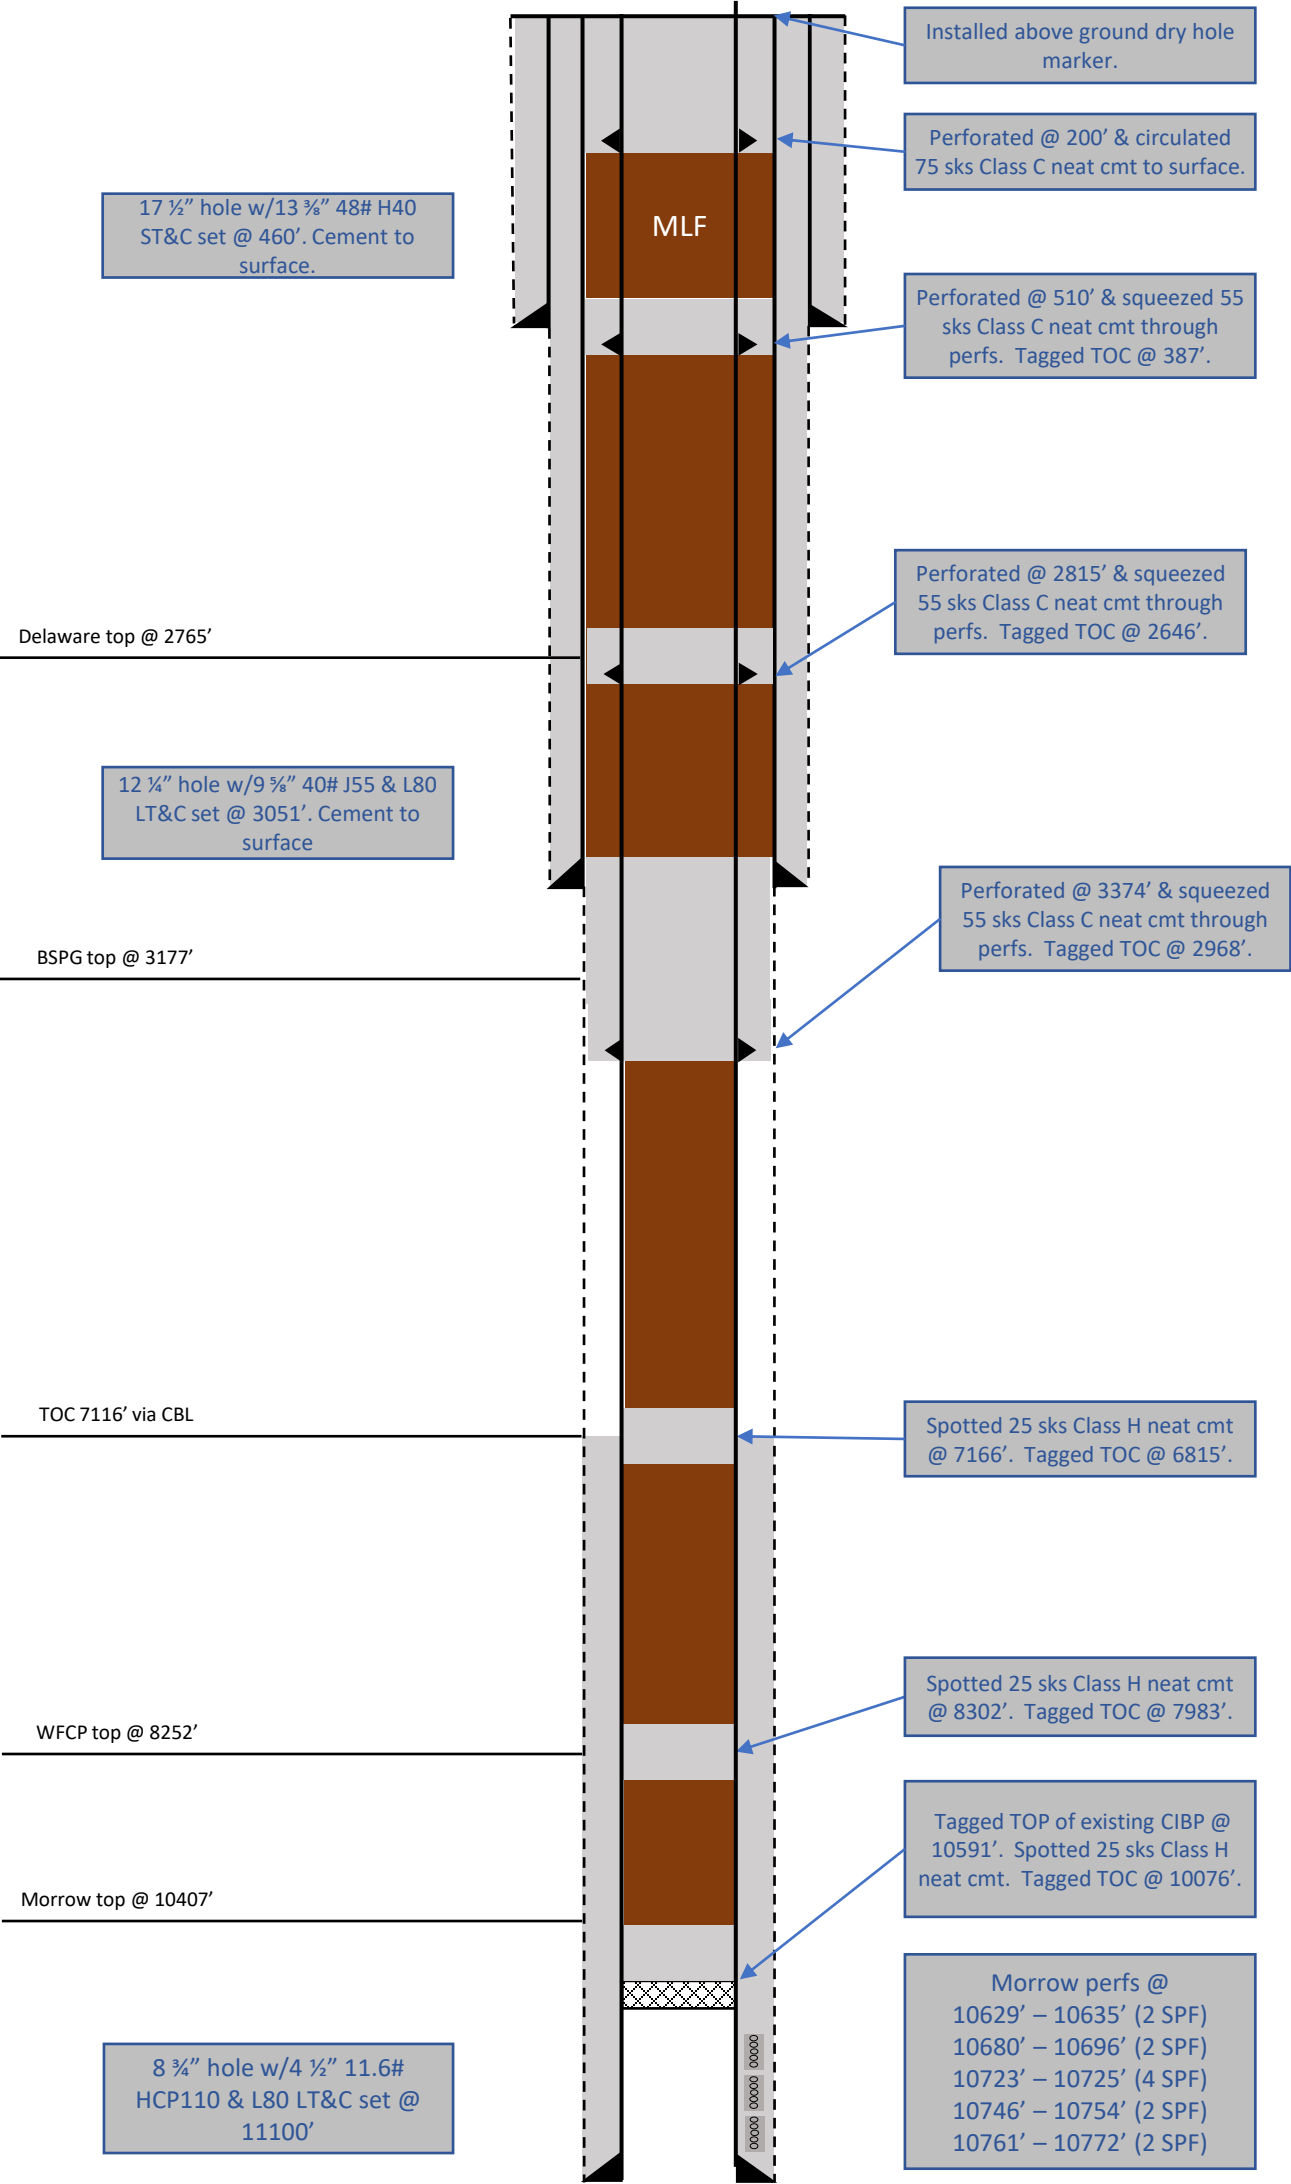 Installed above ground dry hole
marker.
Perforated @ 200’ & circulated
75 sks Class C neat cmt to surface.
17 ½” hole w/13 ⅜” 48# H40
ST&C set @ 460’. Cement to
surface.
MLF
Perforated @ 510’ & squeezed 55
sks Class C neat cmt through
perfs. Tagged TOC @ 387’.
Perforated @ 2815’ & squeezed
55 sks Class C neat cmt through
perfs. Tagged TOC @ 2646’.
Delaware top @ 2765’
12 ¼” hole w/9 ⅝” 40# J55 & L80
LT&C set @ 3051’. Cement to
surface
Perforated @ 3374’ & squeezed
55 sks Class C neat cmt through
perfs. Tagged TOC @ 2968’.
BSPG top @ 3177’
TOC 7116’ via CBL
Spotted 25 sks Class H neat cmt
@ 7166’. Tagged TOC @ 6815’.
Spotted 25 sks Class H neat cmt
@ 8302’. Tagged TOC @ 7983’.
WFCP top @ 8252’
Tagged TOP of existing CIBP @
10591’. Spotted 25 sks Class H
neat cmt. Tagged TOC @ 10076’.
Morrow top @ 10407’
Morrow perfs @
10629’ – 10635’ (2 SPF)
10680’ – 10696’ (2 SPF)
10723’ – 10725’ (4 SPF)
10746’ – 10754’ (2 SPF)
10761’ – 10772’ (2 SPF)
00000
00000
00000
8 ¾” hole w/4 ½” 11.6#
HCP110 & L80 LT&C set @
11100’